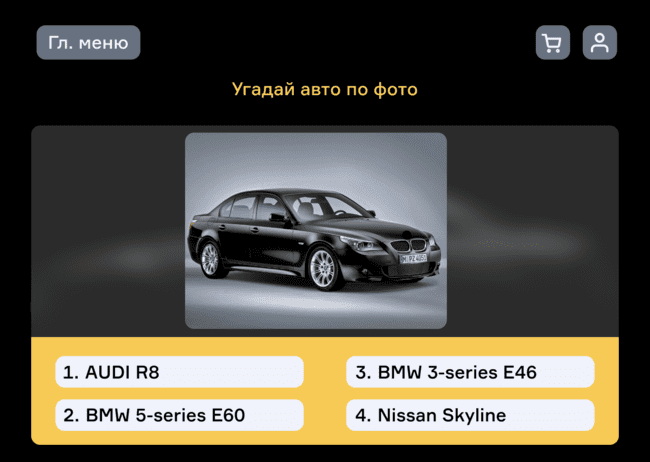 Гл. меню
Угадай авто по фото
1. AUDI R8
2. BMW 5-series E60
3. BMW 3-series E46
4. Nissan Skyline